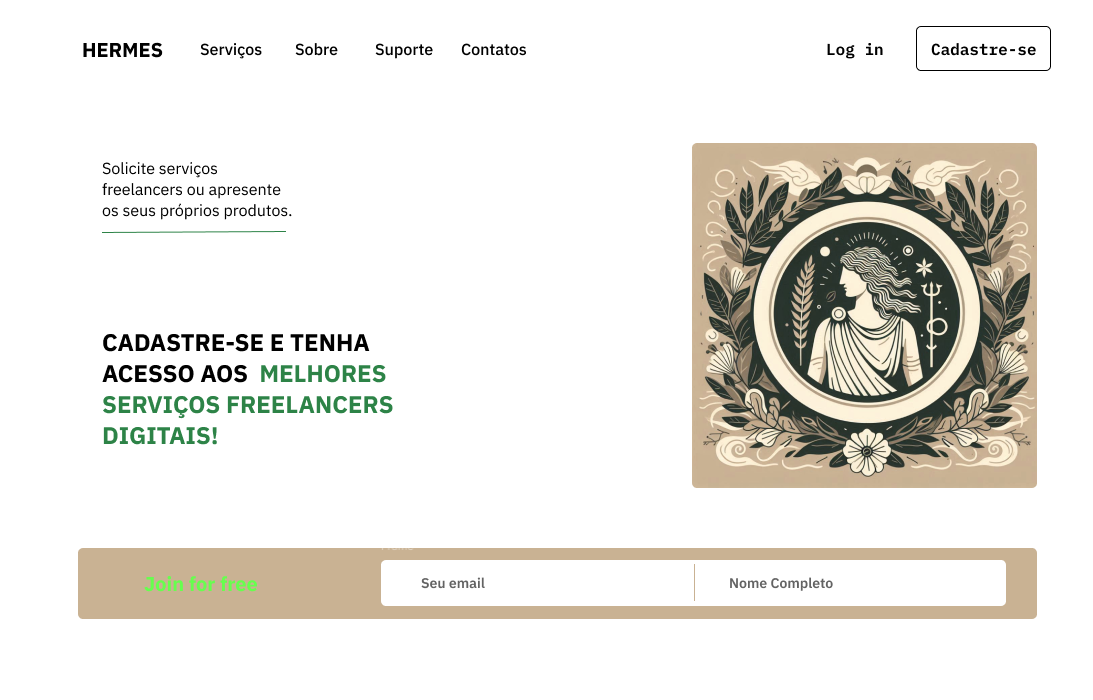 HERMES Serviços Sobre Suporte Contatos Log in Cadastre-se
Solicite serviços
freelancers ou apresente
os seus próprios produtos.
CADASTRE-SE E TENHA
ACESSO AOS MELHORES
SERVIÇOS FREELANCERS
DIGITAIS!
Join for free Seu email Nome Completo